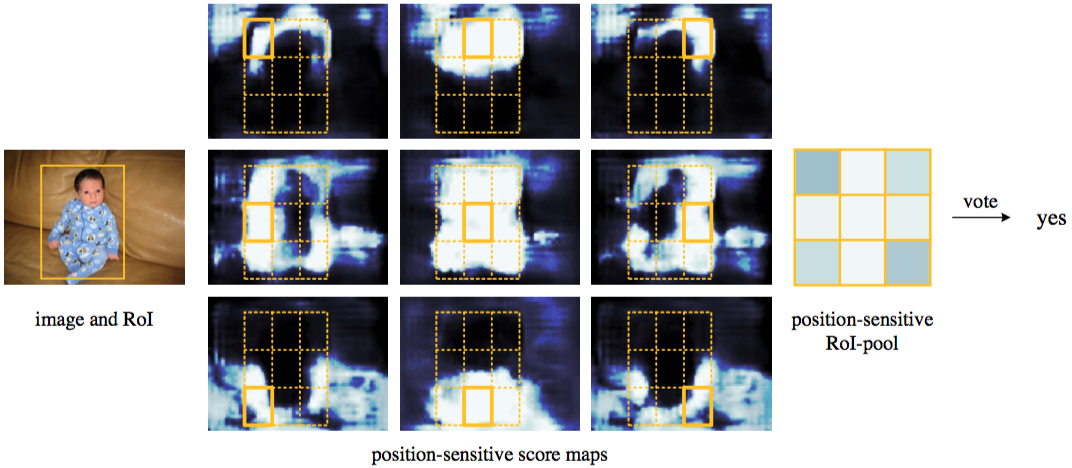 image and RoI
position-sensitive score maps
position-sensitive
RoI-pool
vote
yes